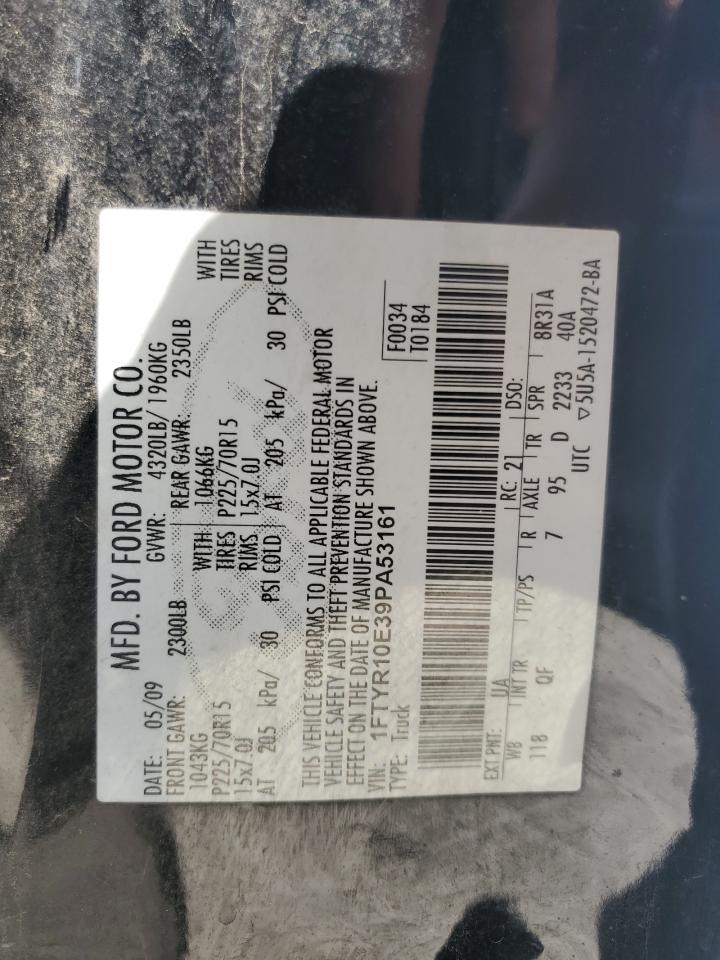 MFD. BY FORD MOTOR CO.
DATE: 05/09 GVWR: 4320LB/ 1960KG
FRONT GAWR: 2300LB REAR GAWR: 2350LB
1043KG WITH 1066KG WITH
P225/70R15 TIRES P225/70R15 TIRES
15x7.0J RIMS 15x7.0J RIMS
AT 205 kPa/ 30 PSI COLD AT 205 kPa/ 30 PSI COLD
THIS VEHICLE CONFORMS TO ALL APPLICABLE FEDERAL MOTOR
VEHICLE SAFETY AND THEFT PREVENTION STANDARDS IN
EFFECT ON THE DATE OF MANUFACTURE SHOWN ABOVE.
VIN: 1FTYR10E39PA53161 F0034
TYPE: Truck T0184
EXT PNT: UA RC: 21 DSO:
WB INT TR TP/PS R AXLE TR SPR 8R31A
118 QF 7 95 D 2233 40A
UTC ▽5U5A-1520472-BA